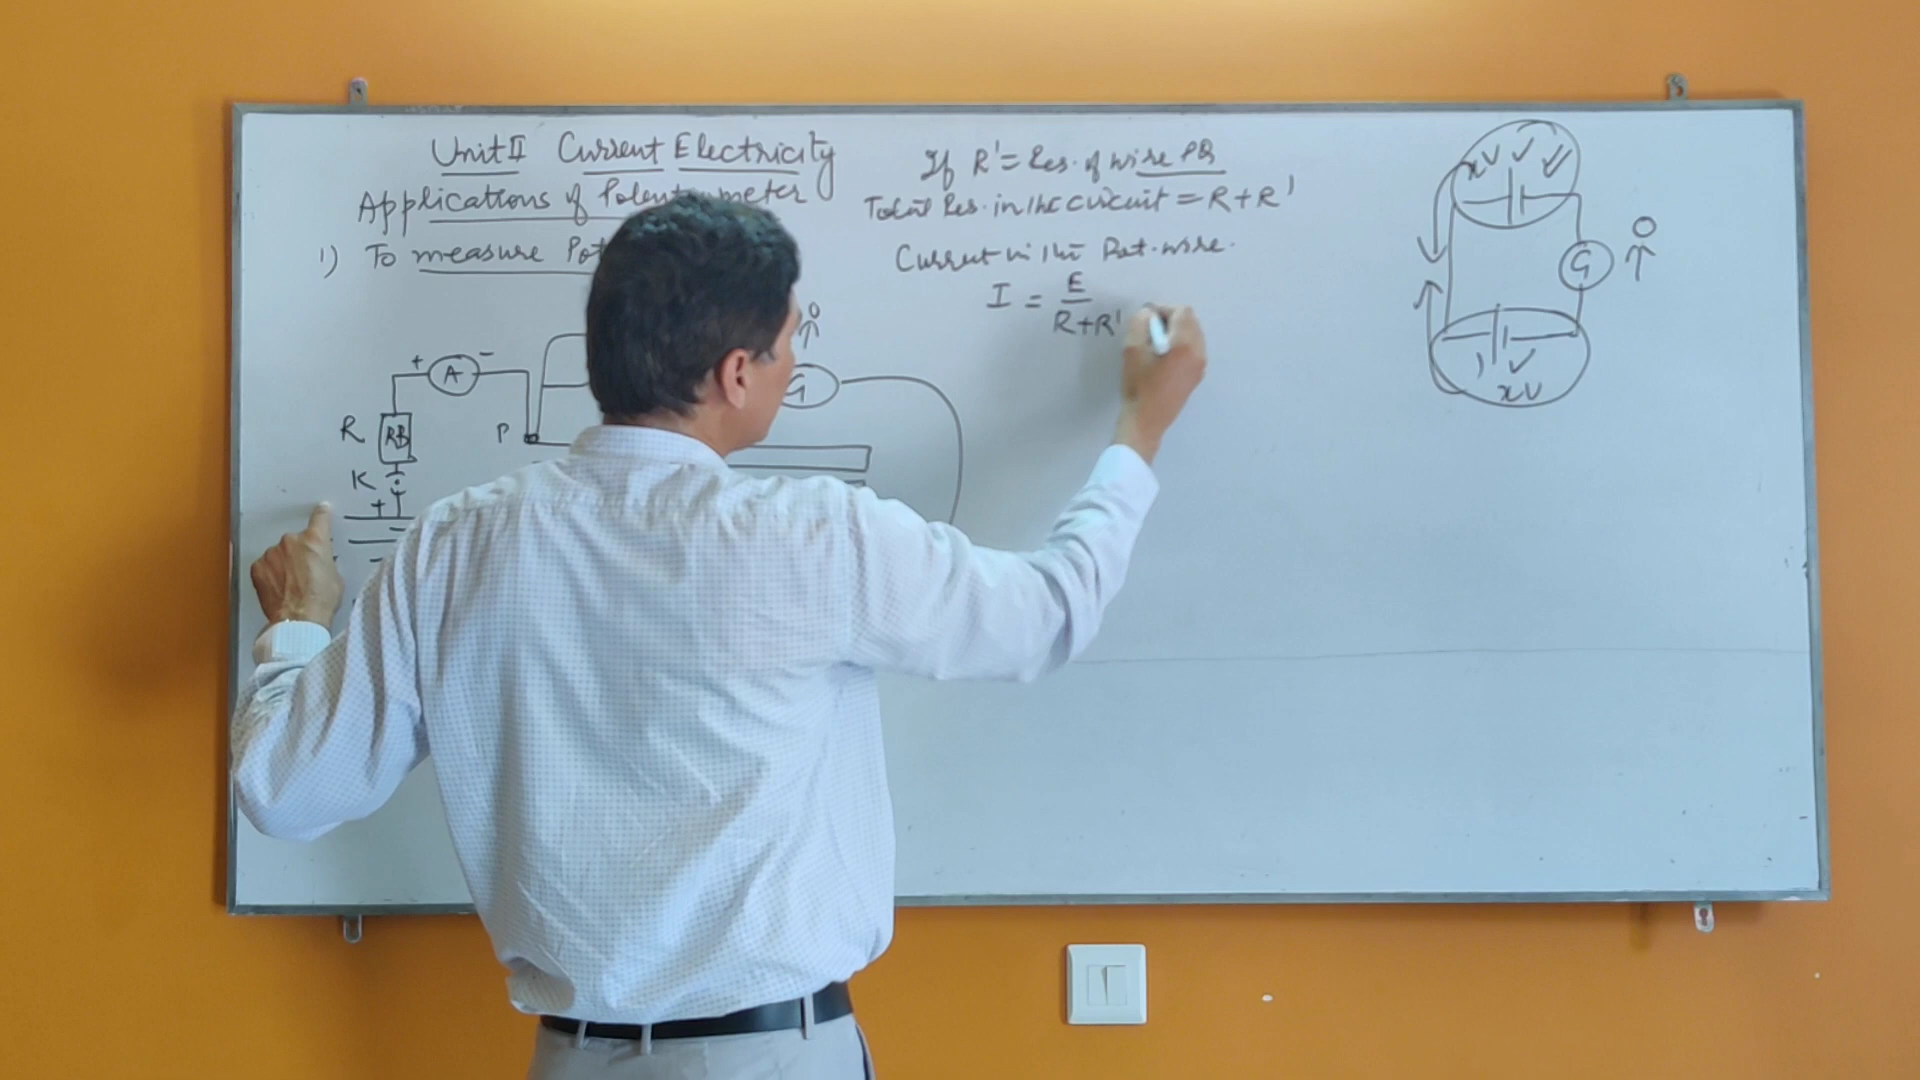 Unit II Current Electricity
Applications of Potentiometer
1) To measure Pot
A
+ −
R
RB
K
+
P
O
G
If R' = Res. of wire PQ
Total Res. in the circuit = R + R'
Current in the Pot. wire.
I = E
R + R'
xV
G
O
xV